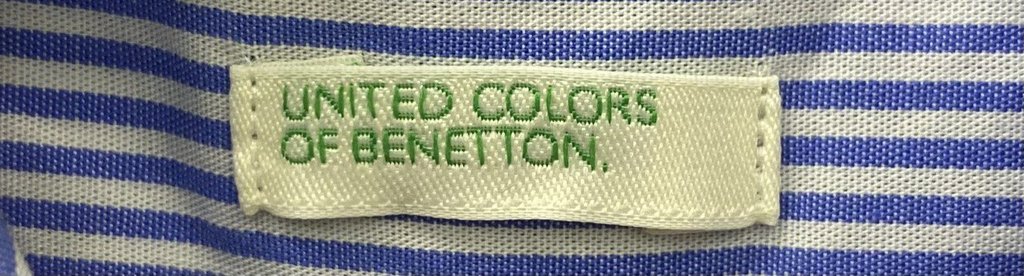 UNITED COLORS
OF BENETTON.